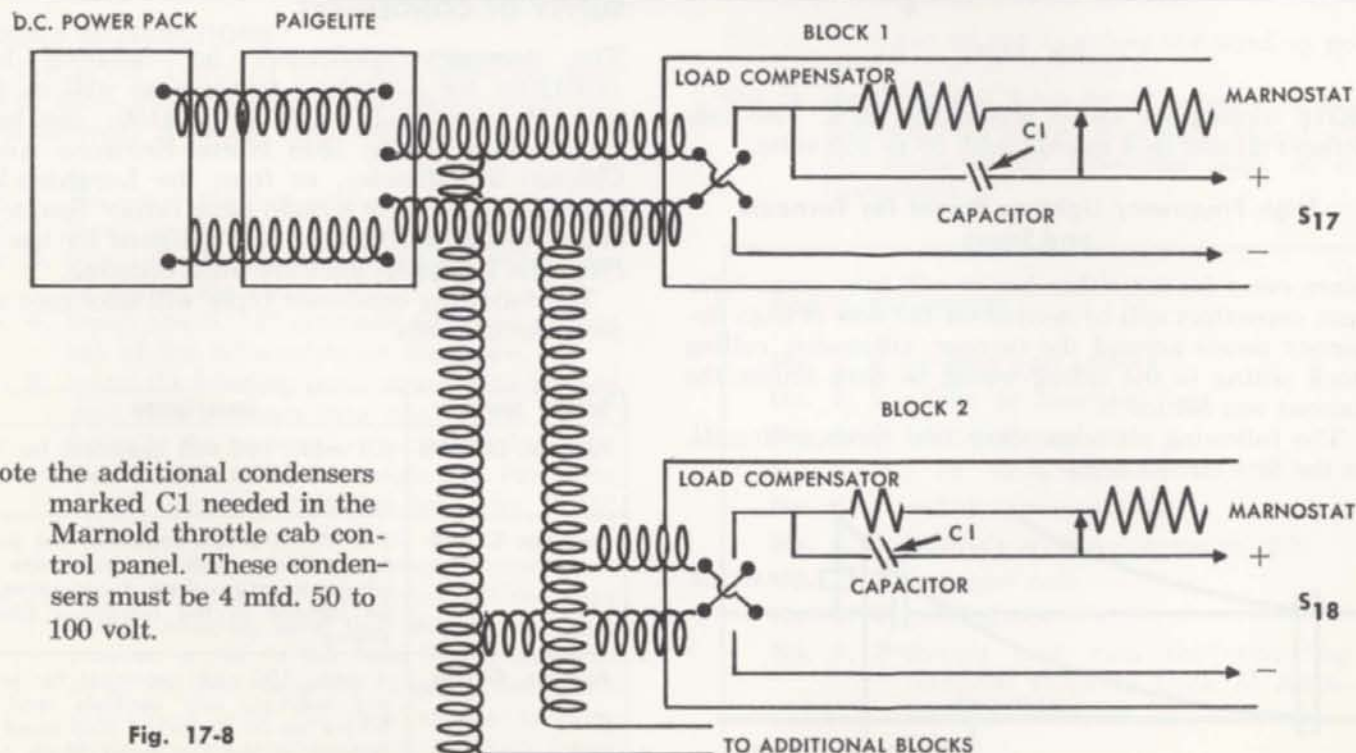 D.C. POWER PACK
PAIGELITE
BLOCK 1
LOAD COMPENSATOR
MARNOSTAT
C1
+
CAPACITOR
S17
−
BLOCK 2
LOAD COMPENSATOR
MARNOSTAT
C1
+
CAPACITOR
S18
−
TO ADDITIONAL BLOCKS
ote the additional condensers
marked C1 needed in the
Marnold throttle cab con-
trol panel. These conden-
sers must be 4 mfd. 50 to
100 volt.
Fig. 17-8